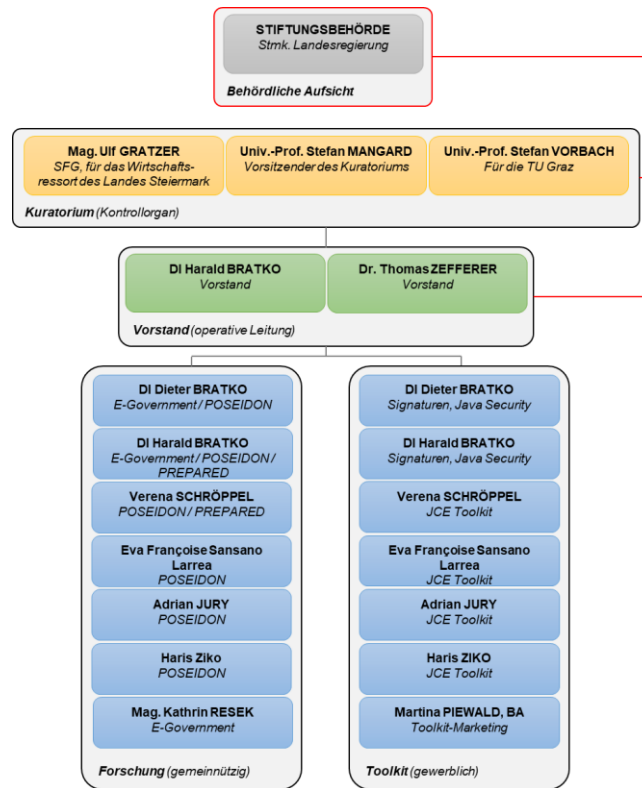 STIFTUNGSBEHÖRDE
Stmk. Landesregierung
Behördliche Aufsicht
Mag. Ulf GRATZER
SFG, für das Wirtschafts-
ressort des Landes Steiermark
Univ.-Prof. Stefan MANGARD
Vorsitzender des Kuratoriums
Univ.-Prof. Stefan VORBACH
Für die TU Graz
Kuratorium (Kontrollorgan)
DI Harald BRATKO
Vorstand
Dr. Thomas ZEFFERER
Vorstand
Vorstand (operative Leitung)
DI Dieter BRATKO
E-Government / POSEIDON
DI Harald BRATKO
E-Government / POSEIDON /
PREPARED
Verena SCHRÖPPEL
POSEIDON / PREPARED
Eva Françoise Sansano
Larrea
POSEIDON
Adrian JURY
POSEIDON
Haris Ziko
POSEIDON
Mag. Kathrin RESEK
E-Government
Forschung (gemeinnützig)
DI Dieter BRATKO
Signaturen, Java Security
DI Harald BRATKO
Signaturen, Java Security
Verena SCHRÖPPEL
JCE Toolkit
Eva Françoise Sansano
Larrea
JCE Toolkit
Adrian JURY
JCE Toolkit
Haris ZIKO
JCE Toolkit
Martina PIEWALD, BA
Toolkit-Marketing
Toolkit (gewerblich)